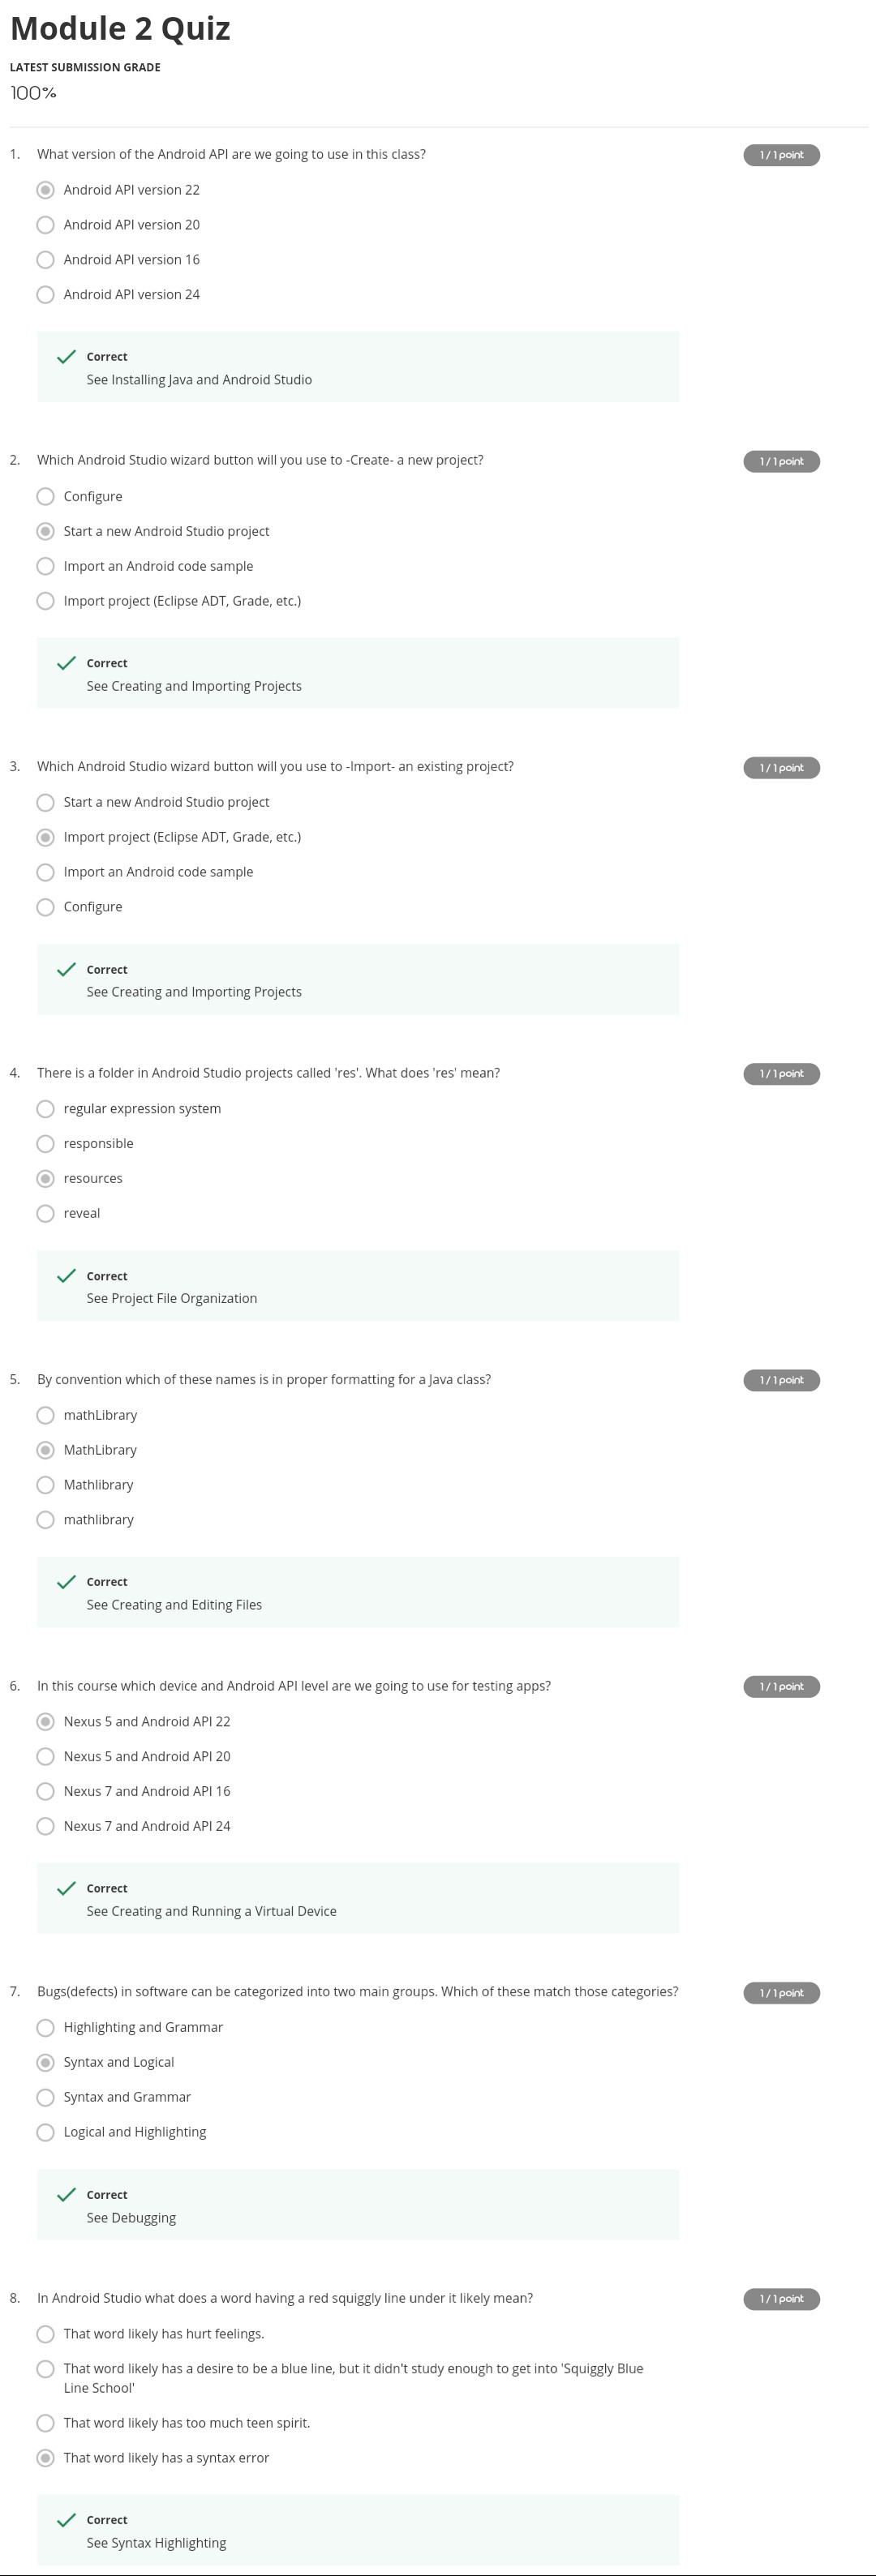 Module 2 Quiz
LATEST SUBMISSION GRADE
100%
1. What version of the Android API are we going to use in this class? 1 / 1 point
Android API version 22
Android API version 20
Android API version 16
Android API version 24
Correct
See Installing Java and Android Studio
2. Which Android Studio wizard button will you use to -Create- a new project? 1 / 1 point
Configure
Start a new Android Studio project
Import an Android code sample
Import project (Eclipse ADT, Grade, etc.)
Correct
See Creating and Importing Projects
3. Which Android Studio wizard button will you use to -Import- an existing project? 1 / 1 point
Start a new Android Studio project
Import project (Eclipse ADT, Grade, etc.)
Import an Android code sample
Configure
Correct
See Creating and Importing Projects
4. There is a folder in Android Studio projects called 'res'. What does 'res' mean? 1 / 1 point
regular expression system
responsible
resources
reveal
Correct
See Project File Organization
5. By convention which of these names is in proper formatting for a Java class? 1 / 1 point
mathLibrary
MathLibrary
Mathlibrary
mathlibrary
Correct
See Creating and Editing Files
6. In this course which device and Android API level are we going to use for testing apps? 1 / 1 point
Nexus 5 and Android API 22
Nexus 5 and Android API 20
Nexus 7 and Android API 16
Nexus 7 and Android API 24
Correct
See Creating and Running a Virtual Device
7. Bugs(defects) in software can be categorized into two main groups. Which of these match those categories? 1 / 1 point
Highlighting and Grammar
Syntax and Logical
Syntax and Grammar
Logical and Highlighting
Correct
See Debugging
8. In Android Studio what does a word having a red squiggly line under it likely mean? 1 / 1 point
That word likely has hurt feelings.
That word likely has a desire to be a blue line, but it didn't study enough to get into 'Squiggly Blue
Line School'
That word likely has too much teen spirit.
That word likely has a syntax error
Correct
See Syntax Highlighting